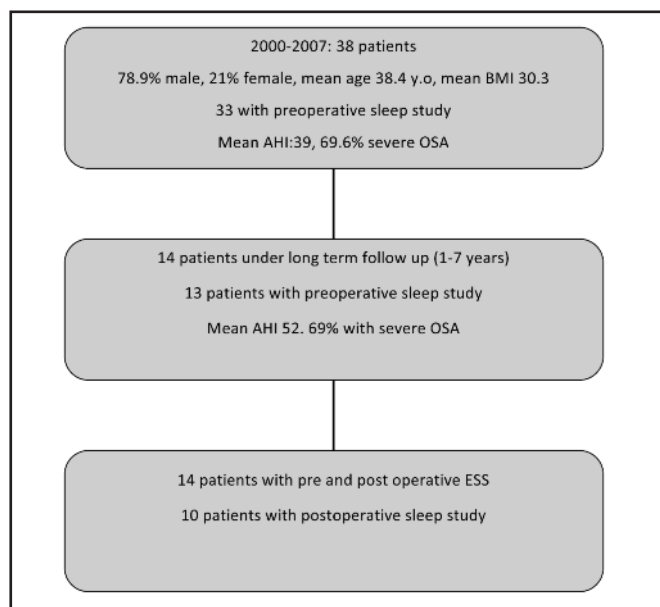 2000-2007: 38 patients
78.9% male, 21% female, mean age 38.4 y.o, mean BMI 30.3
33 with preoperative sleep study
Mean AHI:39, 69.6% severe OSA
14 patients under long term follow up (1-7 years)
13 patients with preoperative sleep study
Mean AHI 52. 69% with severe OSA
14 patients with pre and post operative ESS
10 patients with postoperative sleep study